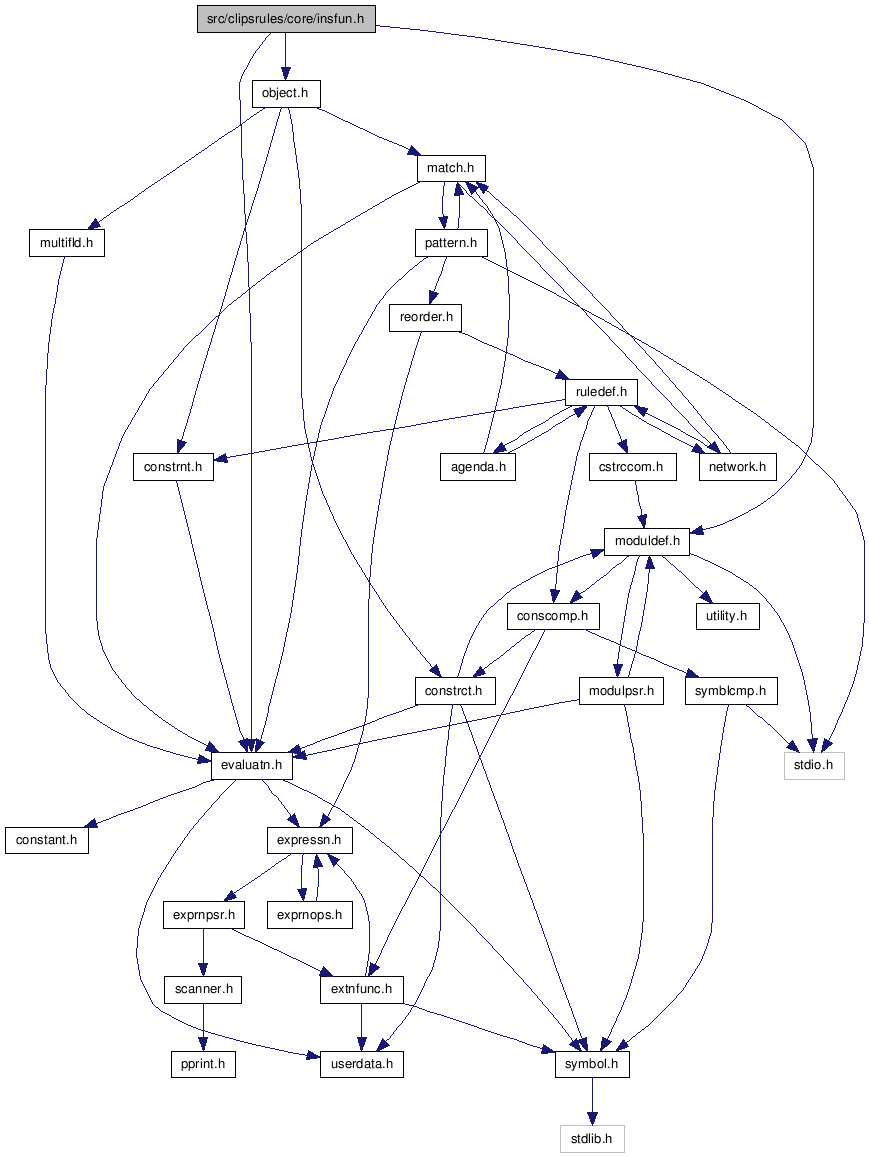 src/clipsrules/core/insfun.h
object.h
match.h
multifld.h
pattern.h
reorder.h
ruledef.h
constrnt.h
agenda.h
cstrccom.h
network.h
moduldef.h
conscomp.h
utility.h
constrct.h
modulpsr.h
symblcmp.h
evaluatn.h
stdio.h
constant.h
expressn.h
exprnpsr.h
exprnops.h
scanner.h
extnfunc.h
pprint.h
userdata.h
symbol.h
stdlib.h